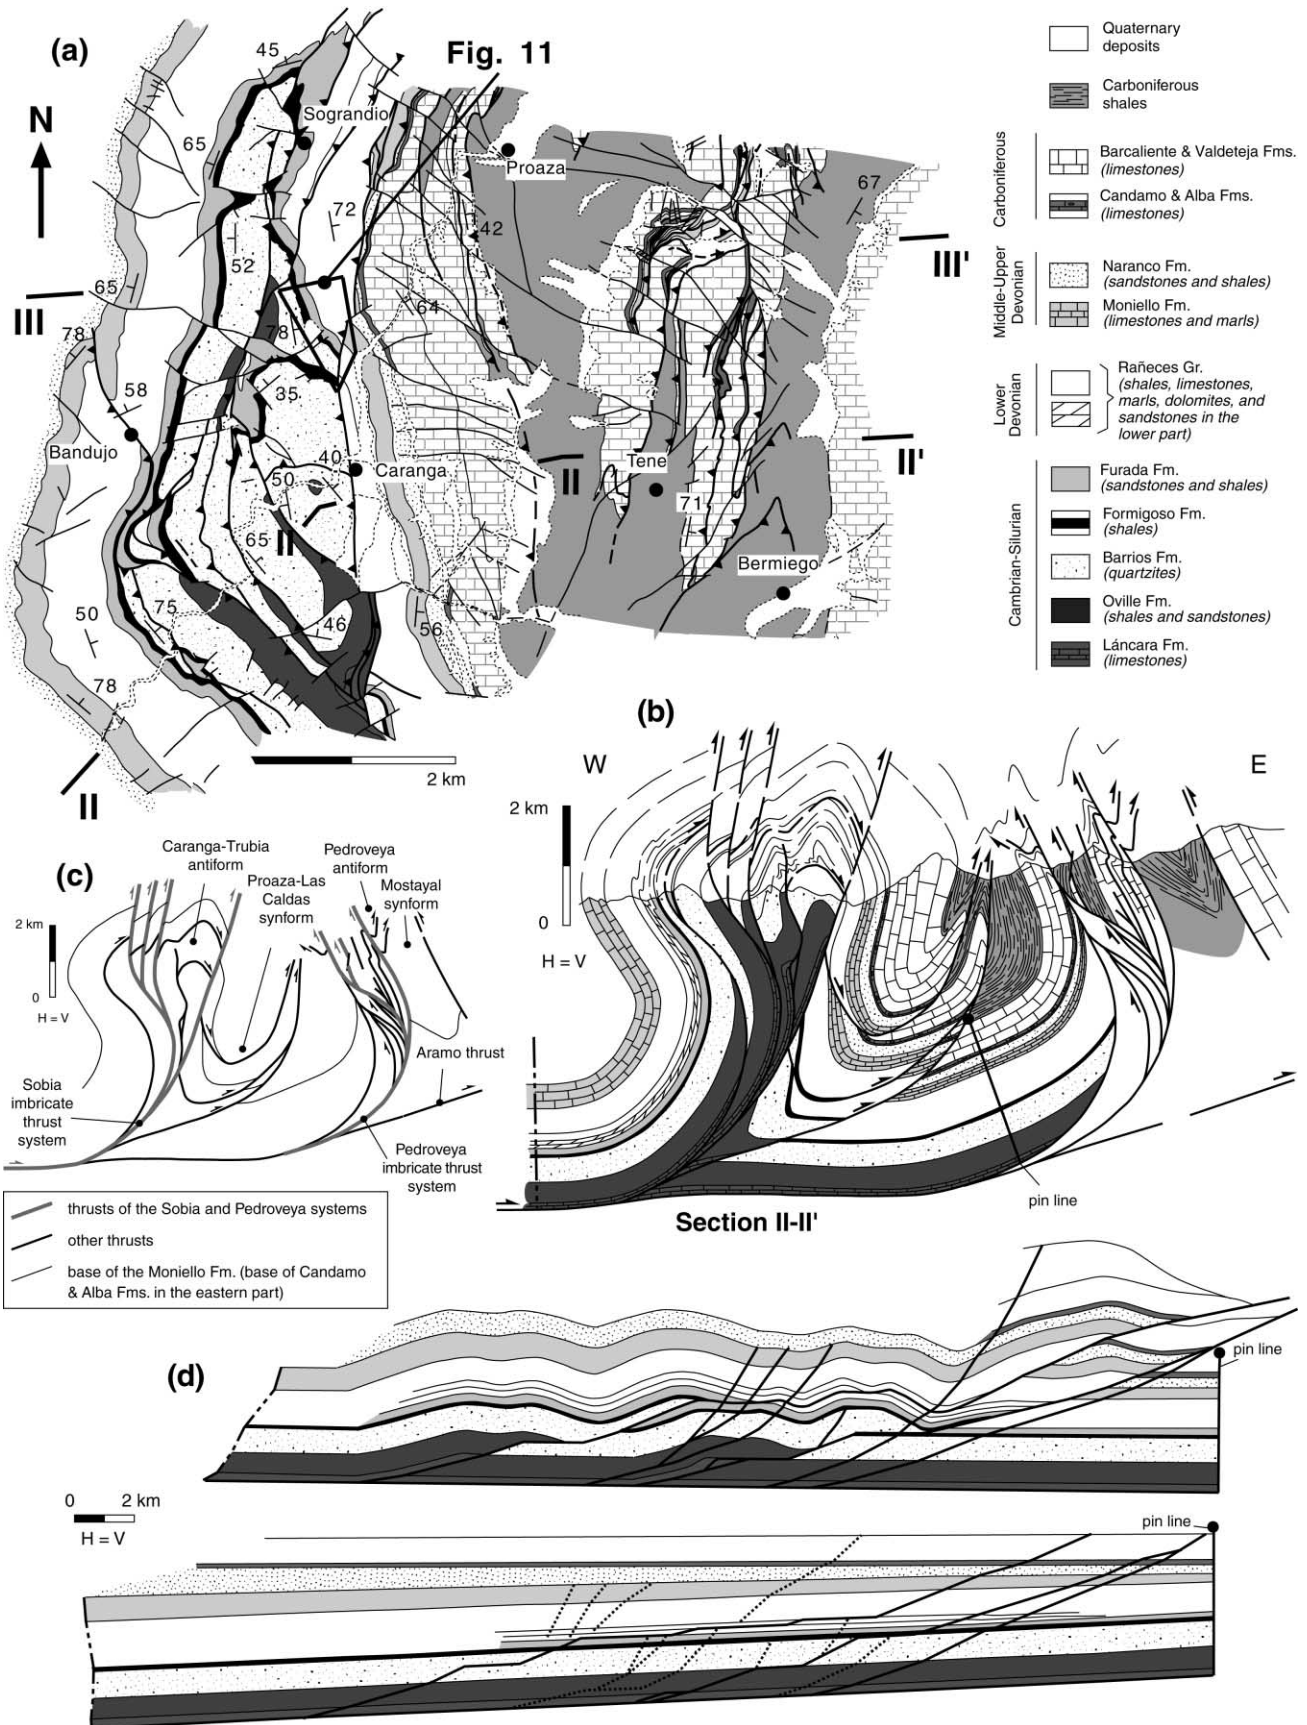 (a)
Fig. 11
N
45
Sograndio
65
Proaza
72
42
67
52
III'
65
64
III
78
78
35
58
Bandujo
40
Caranga
II
Tene
II'
50
71
65
II
Bermiego
50
75
46
56
78
2 km
II
Quaternary
deposits
Carboniferous
shales
Carboniferous
Barcaliente & Valdeteja Fms.
(limestones)
Candamo & Alba Fms.
(limestones)
Middle-Upper
Devonian
Naranco Fm.
(sandstones and shales)
Moniello Fm.
(limestones and marls)
Lower
Devonian
Rañeces Gr.
(shales, limestones,
marls, dolomites, and
sandstones in the
lower part)
Cambrian-Silurian
Furada Fm.
(sandstones and shales)
Formigoso Fm.
(shales)
Barrios Fm.
(quartzites)
Oville Fm.
(shales and sandstones)
Láncara Fm.
(limestones)
(b)
W
E
2 km
0
H = V
pin line
Section II-II'
(c)
Caranga-Trubia
antiform
Proaza-Las
Caldas
synform
Pedroveya
antiform
Mostayal
synform
2 km
0
H = V
Aramo thrust
Sobia
imbricate
thrust
system
Pedroveya
imbricate thrust
system
thrusts of the Sobia and Pedroveya systems
other thrusts
base of the Moniello Fm. (base of Candamo
& Alba Fms. in the eastern part)
(d)
pin line
0 2 km
H = V
pin line